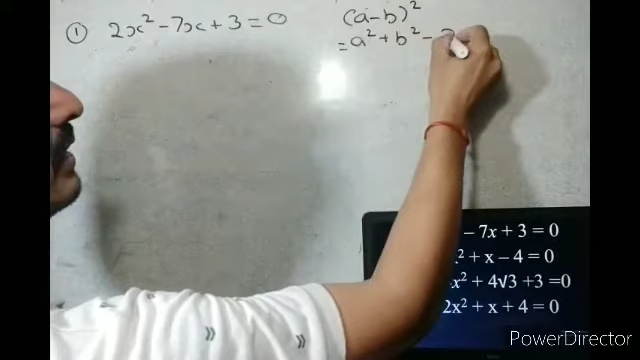 ① 2x² - 7x + 3 = 0
(a-b)²
= a² + b² -
- 7x + 3 = 0
² + x – 4 = 0
x² + 4√3 +3 =0
2x² + x + 4 = 0
PowerDirector